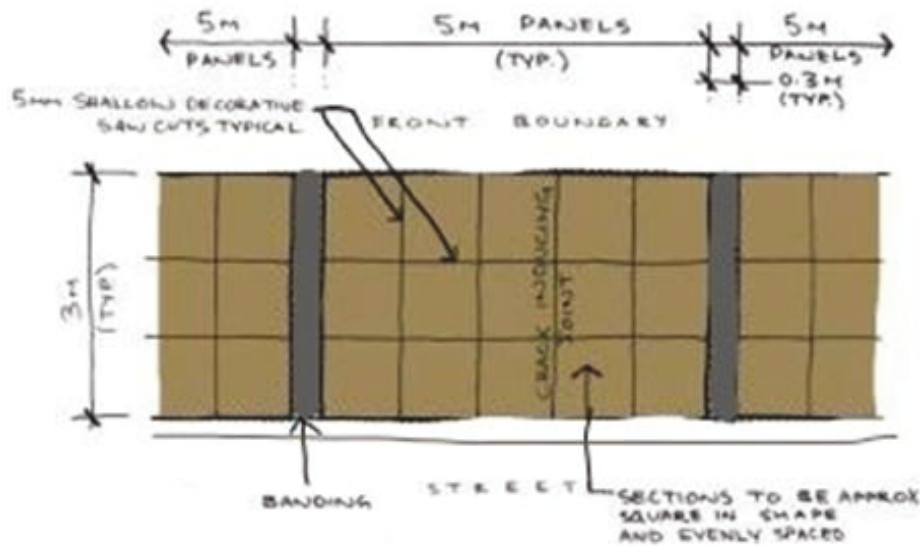 5M
PANELS
5M PANELS
(TYP.)
5M
PANELS
0.3M
(TYP.)
5MM SHALLOW DECORATIVE
SAW CUTS TYPICAL
FRONT BOUNDARY
3M
(TYP.)
CRACK INDUCING
JOINT
BANDING
STREET
SECTIONS TO BE APPROX
SQUARE IN SHAPE
AND EVENLY SPACED